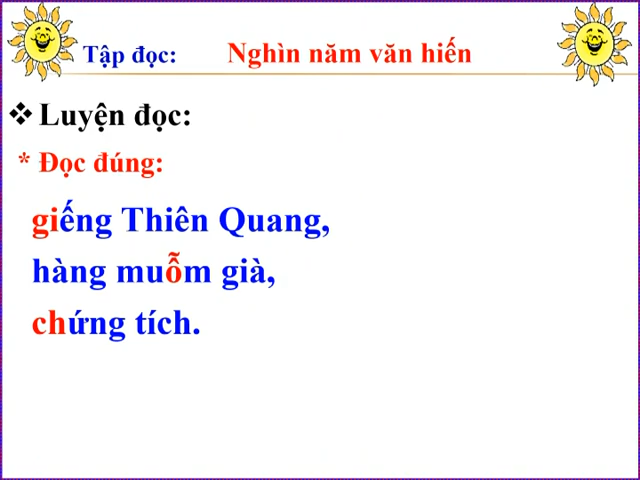 Tập đọc: Nghìn năm văn hiến
❖ Luyện đọc:
* Đọc đúng:
giếng Thiên Quang,
hàng muỗm già,
chứng tích.